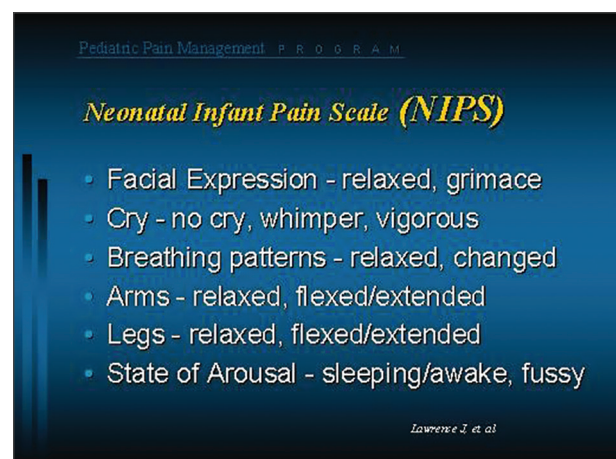 Pediatric Pain Management PROGRAM
Neonatal Infant Pain Scale (NIPS)
• Facial Expression - relaxed, grimace
• Cry - no cry, whimper, vigorous
• Breathing patterns - relaxed, changed
• Arms - relaxed, flexed/extended
• Legs - relaxed, flexed/extended
• State of Arousal - sleeping/awake, fussy
Lawrence J, et al